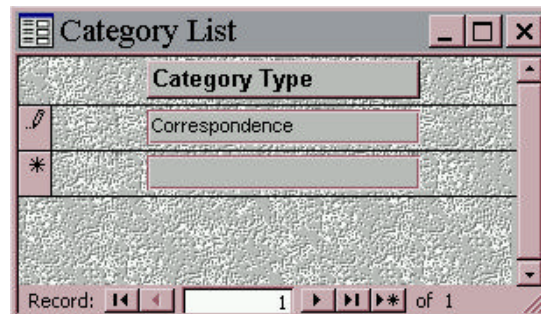 Category List
Category Type
Correspondence
Record: 1 of 1